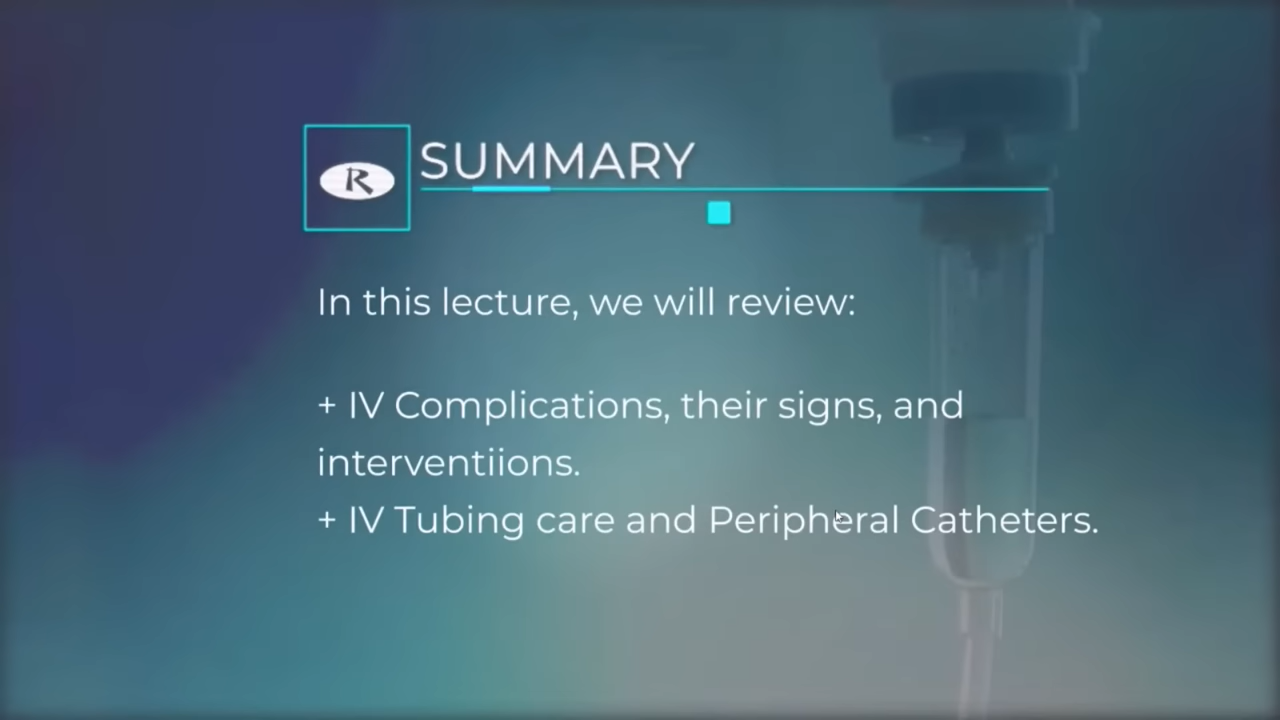 R
SUMMARY
In this lecture, we will review:
+ IV Complications, their signs, and
interventiions.
+ IV Tubing care and Peripheral Catheters.